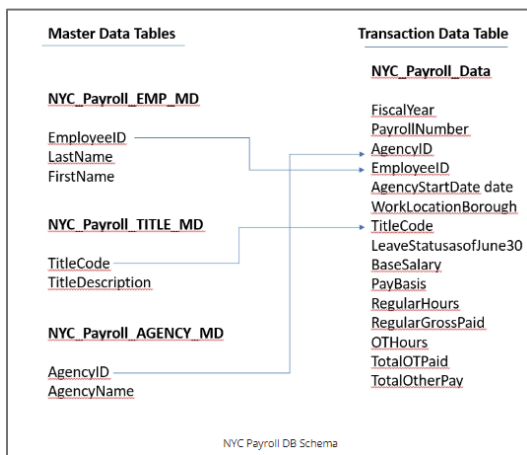 Master Data Tables
NYC_Payroll_EMP_MD
EmployeeID
LastName
FirstName
NYC_Payroll_TITLE_MD
TitleCode
TitleDescription
NYC_Payroll_AGENCY_MD
AgencyID
AgencyName
Transaction Data Table
NYC_Payroll_Data
FiscalYear
PayrollNumber
AgencyID
EmployeeID
AgencyStartDate date
WorkLocationBorough
TitleCode
LeaveStatusasofJune30
BaseSalary
PayBasis
RegularHours
RegularGrossPaid
OTHours
TotalOTPaid
TotalOtherPay
NYC Payroll DB Schema